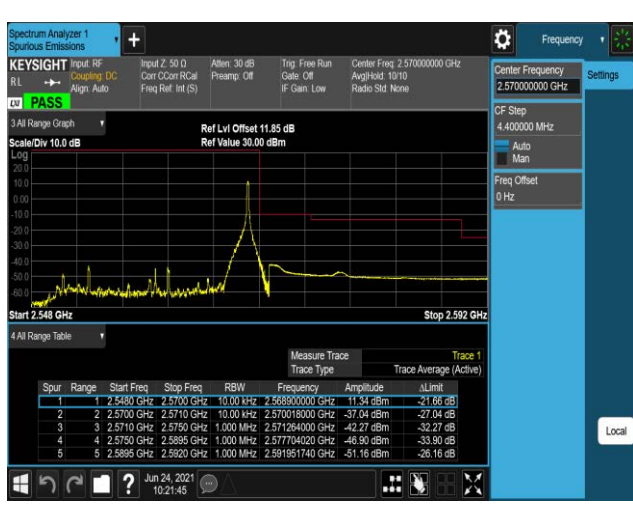 Spectrum Analyzer 1
Spurious Emissions
Frequency
KEYSIGHT Input: RF Input Z: 50 Ω Atten: 30 dB Trig: Free Run Center Freq: 2.570000000 GHz
RL Coupling: DC Corr CCorr RCal Preamp: Off Gate: Off Avg|Hold: 10/10
Align: Auto Freq Ref: Int (S) IF Gain: Low Radio Std: None
LXI PASS
3 All Range Graph
Ref Lvl Offset 11.85 dB
Scale/Div 10.0 dB Ref Value 30.00 dBm
Log
20.0
10.0
0.00
-10.0
-20.0
-30.0
-40.0
-50.0
-60.0
Start 2.548 GHz Stop 2.592 GHz
4 All Range Table
Measure Trace Trace 1
Trace Type Trace Average (Active)
Spur Range Start Freq Stop Freq RBW Frequency Amplitude ΔLimit
1 1 2.5480 GHz 2.5700 GHz 10.00 kHz 2.568900000 GHz 11.34 dBm -21.66 dB
2 2 2.5700 GHz 2.5710 GHz 10.00 kHz 2.570018000 GHz -37.04 dBm -27.04 dB
3 3 2.5710 GHz 2.5750 GHz 1.000 MHz 2.571264000 GHz -42.27 dBm -32.27 dB
4 4 2.5750 GHz 2.5895 GHz 1.000 MHz 2.577704020 GHz -46.90 dBm -33.90 dB
5 5 2.5895 GHz 2.5920 GHz 1.000 MHz 2.591951740 GHz -51.16 dBm -26.16 dB
Center Frequency
2.570000000 GHz
Settings
CF Step
4.400000 MHz
Auto
Man
Freq Offset
0 Hz
Local
Jun 24, 2021
10:21:45